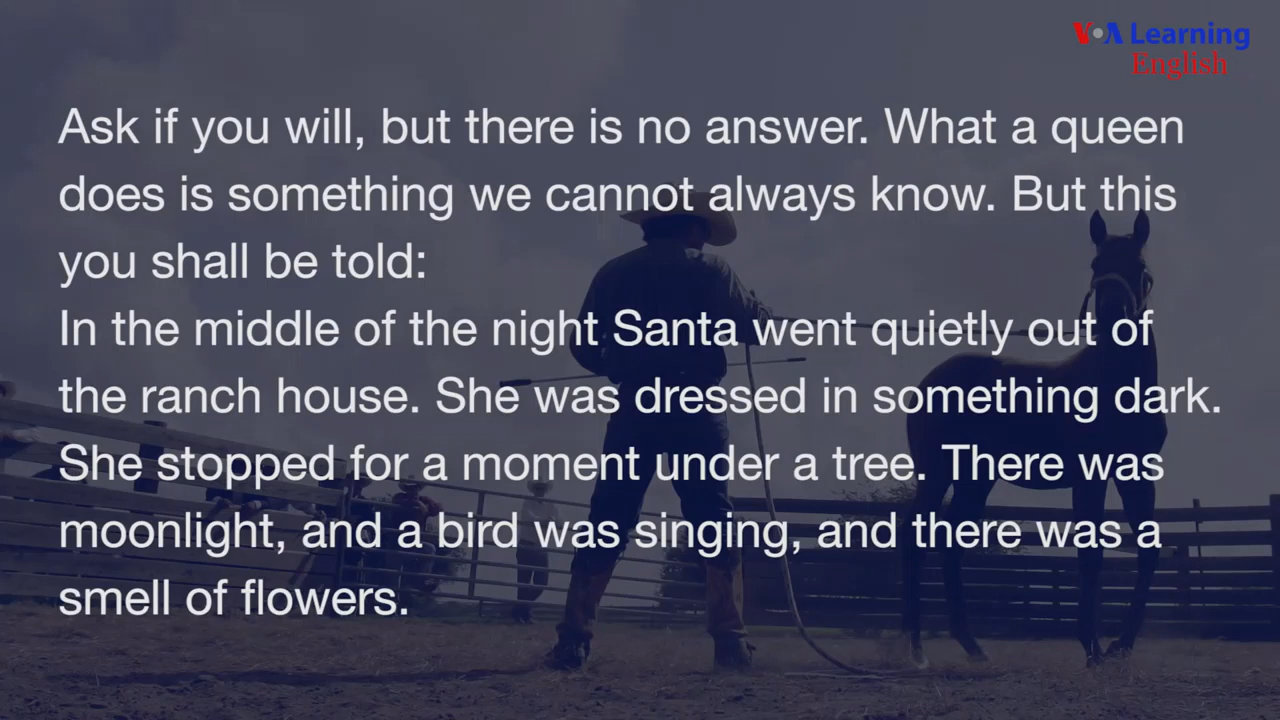 VOA Learning
English
Ask if you will, but there is no answer. What a queen
does is something we cannot always know. But this
you shall be told:
In the middle of the night Santa went quietly out of
the ranch house. She was dressed in something dark.
She stopped for a moment under a tree. There was
moonlight, and a bird was singing, and there was a
smell of flowers.